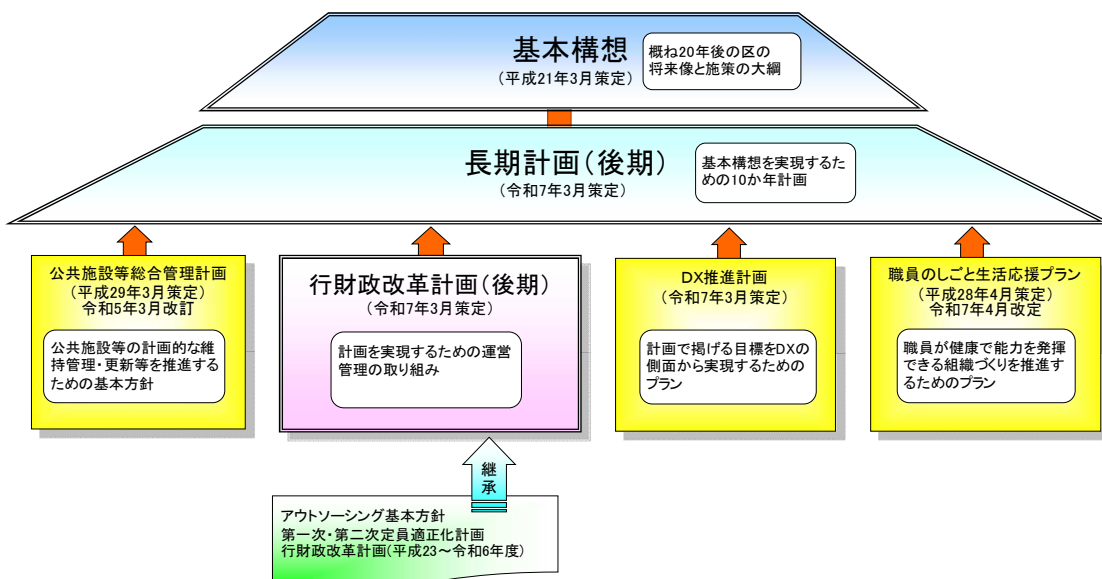 基本構想
(平成21年3月策定)
概ね20年後の区の
将来像と施策の大綱
長期計画(後期)
(令和7年3月策定)
基本構想を実現するた
めの10か年計画
公共施設等総合管理計画
(平成29年3月策定)
令和5年3月改訂
公共施設等の計画的な維
持管理・更新等を推進する
ための基本方針
行財政改革計画(後期)
(令和7年3月策定)
計画を実現するための運営
管理の取り組み
DX推進計画
(令和7年3月策定)
計画で掲げる目標をDXの
側面から実現するための
プラン
職員のしごと生活応援プラン
(平成28年4月策定)
令和7年4月改定
職員が健康で能力を発揮
できる組織づくりを推進す
るためのプラン
継
承
アウトソーシング基本方針
第一次・第二次定員適正化計画
行財政改革計画(平成23～令和6年度)